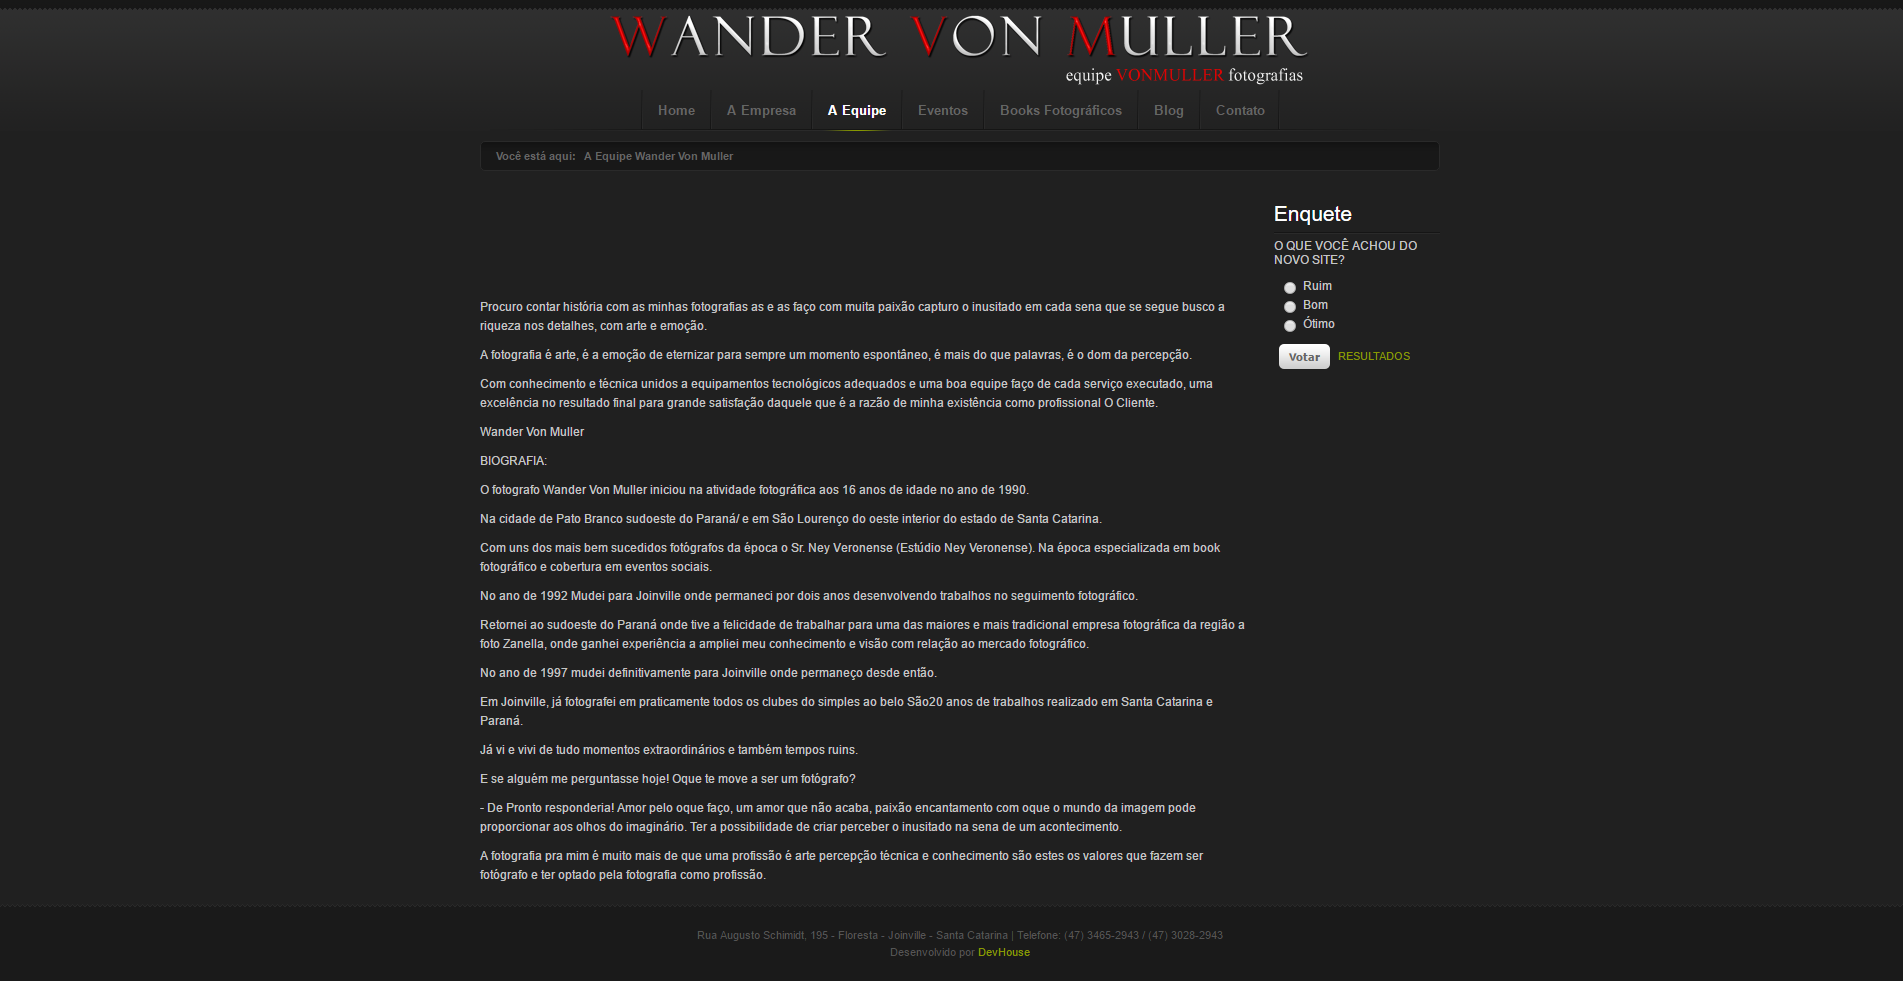 WANDER VON MULLER
equipe VONMULLER fotografias
Home A Empresa A Equipe Eventos Books Fotográficos Blog Contato
Você está aqui: A Equipe Wander Von Muller
Enquete
O QUE VOCÊ ACHOU DO
NOVO SITE?
Ruim
Bom
Ótimo
Votar RESULTADOS
Procuro contar história com as minhas fotografias as e as faço com muita paixão capturo o inusitado em cada sena que se segue busco a
riqueza nos detalhes, com arte e emoção.
A fotografia é arte, é a emoção de eternizar para sempre um momento espontâneo, é mais do que palavras, é o dom da percepção.
Com conhecimento e técnica unidos a equipamentos tecnológicos adequados e uma boa equipe faço de cada serviço executado, uma
excelência no resultado final para grande satisfação daquele que é a razão de minha existência como profissional O Cliente.
Wander Von Muller
BIOGRAFIA:
O fotografo Wander Von Muller iniciou na atividade fotográfica aos 16 anos de idade no ano de 1990.
Na cidade de Pato Branco sudoeste do Paraná/ e em São Lourenço do oeste interior do estado de Santa Catarina.
Com uns dos mais bem sucedidos fotógrafos da época o Sr. Ney Veronense (Estúdio Ney Veronense). Na época especializada em book
fotográfico e cobertura em eventos sociais.
No ano de 1992 Mudei para Joinville onde permaneci por dois anos desenvolvendo trabalhos no seguimento fotográfico.
Retornei ao sudoeste do Paraná onde tive a felicidade de trabalhar para uma das maiores e mais tradicional empresa fotográfica da região a
foto Zanella, onde ganhei experiência a ampliei meu conhecimento e visão com relação ao mercado fotográfico.
No ano de 1997 mudei definitivamente para Joinville onde permaneço desde então.
Em Joinville, já fotografei em praticamente todos os clubes do simples ao belo São20 anos de trabalhos realizado em Santa Catarina e
Paraná.
Já vi e vivi de tudo momentos extraordinários e também tempos ruins.
E se alguém me perguntasse hoje! Oque te move a ser um fotógrafo?
- De Pronto responderia! Amor pelo oque faço, um amor que não acaba, paixão encantamento com oque o mundo da imagem pode
proporcionar aos olhos do imaginário. Ter a possibilidade de criar perceber o inusitado na sena de um acontecimento.
A fotografia pra mim é muito mais de que uma profissão é arte percepção técnica e conhecimento são estes os valores que fazem ser
fotógrafo e ter optado pela fotografia como profissão.
Rua Augusto Schimidt, 195 - Floresta - Joinville - Santa Catarina | Telefone: (47) 3465-2943 / (47) 3028-2943
Desenvolvido por DevHouse